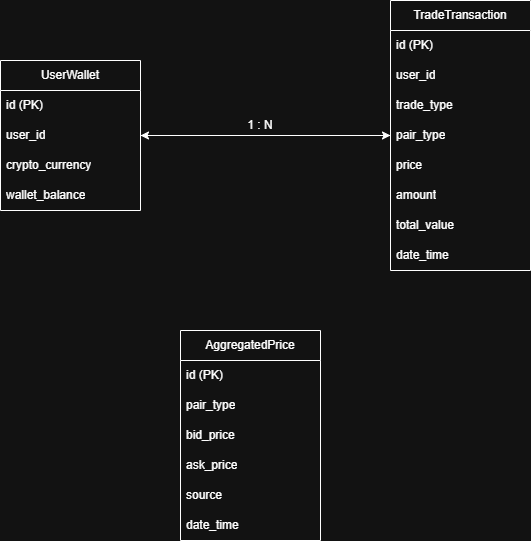 UserWallet
id (PK)
user_id
crypto_currency
wallet_balance
1 : N
TradeTransaction
id (PK)
user_id
trade_type
pair_type
price
amount
total_value
date_time
AggregatedPrice
id (PK)
pair_type
bid_price
ask_price
source
date_time